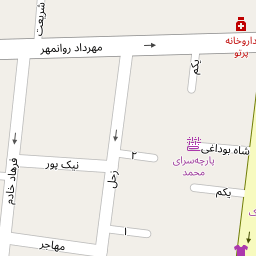 شریعت
داروخانه
پرتو
مهرداد روانمهر
یکم
شاه بوداغی
پارچه‌سرای
محمد
۲
نیک پور
فرهاد خادم
زحل
یکم
۱
مهاجر